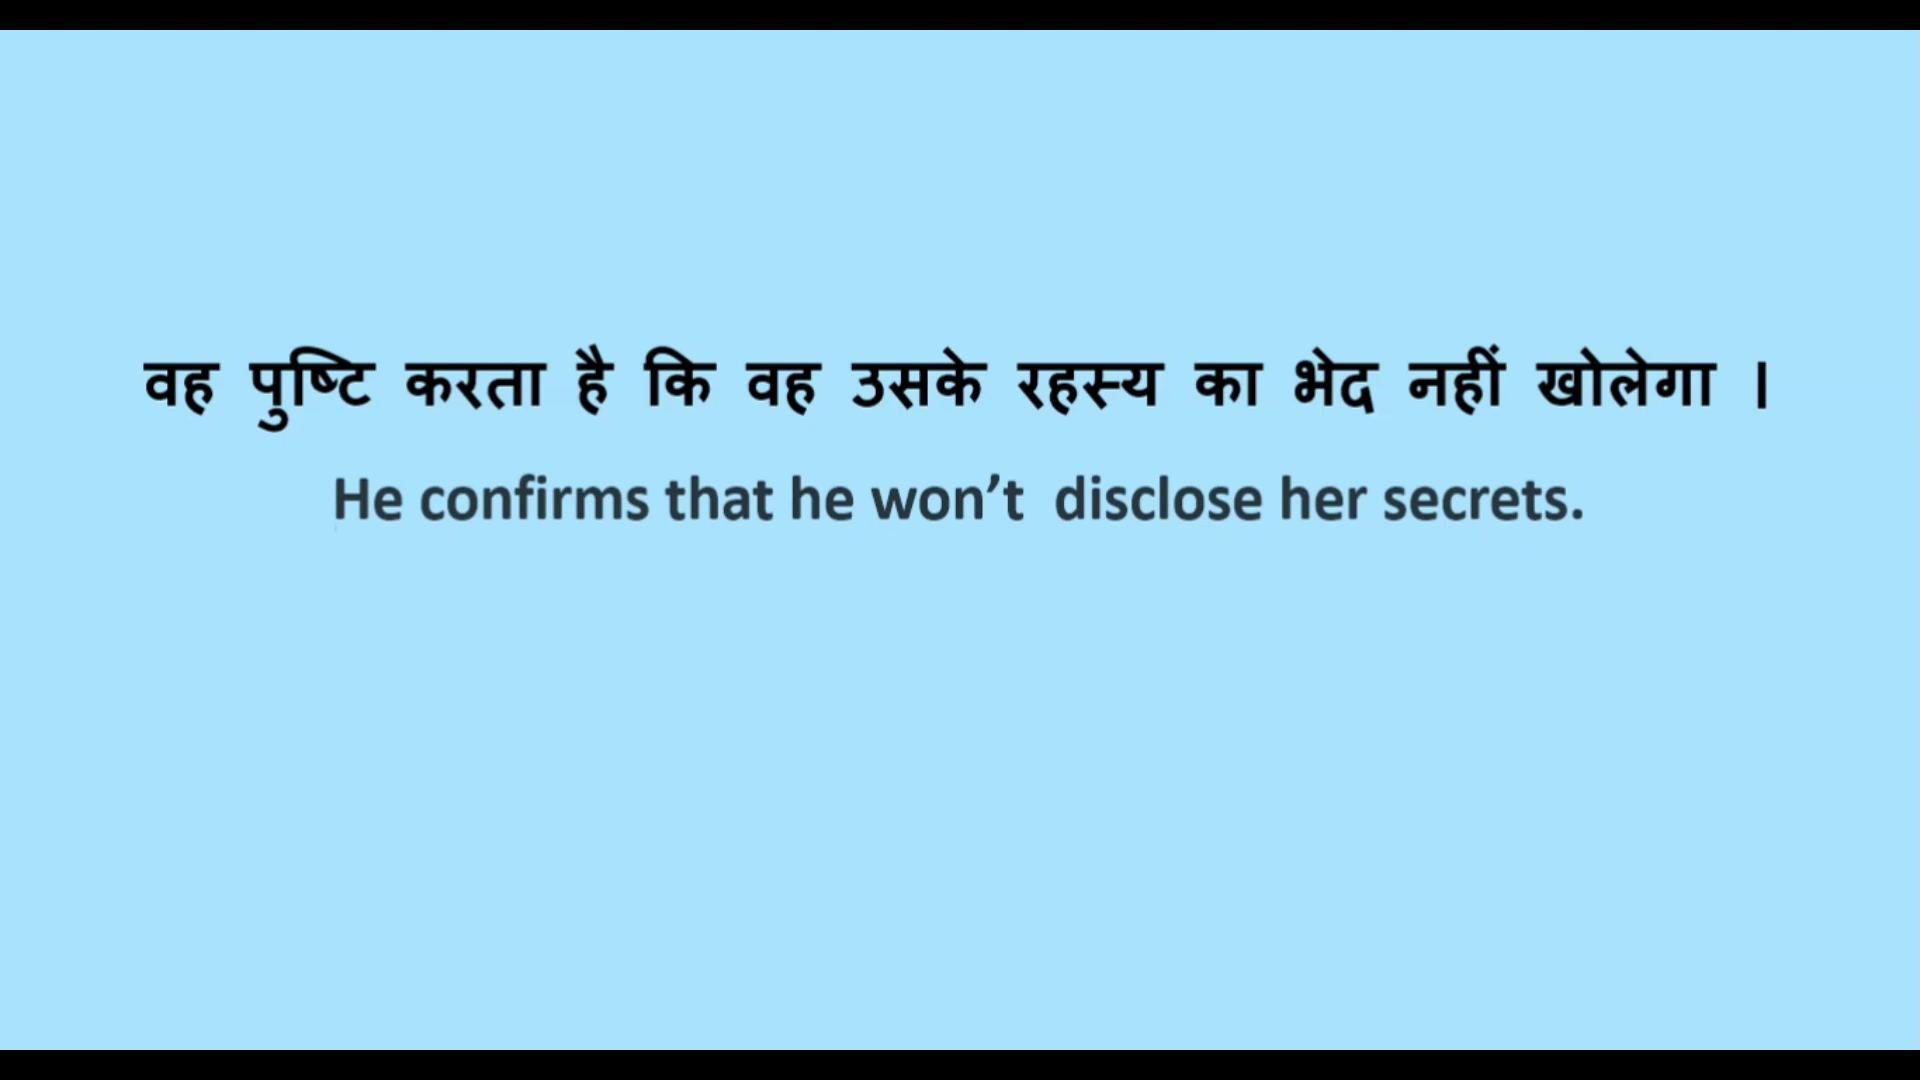 वह पुष्टि करता है कि वह उसके रहस्य का भेद नहीं खोलेगा ।
He confirms that he won’t disclose her secrets.